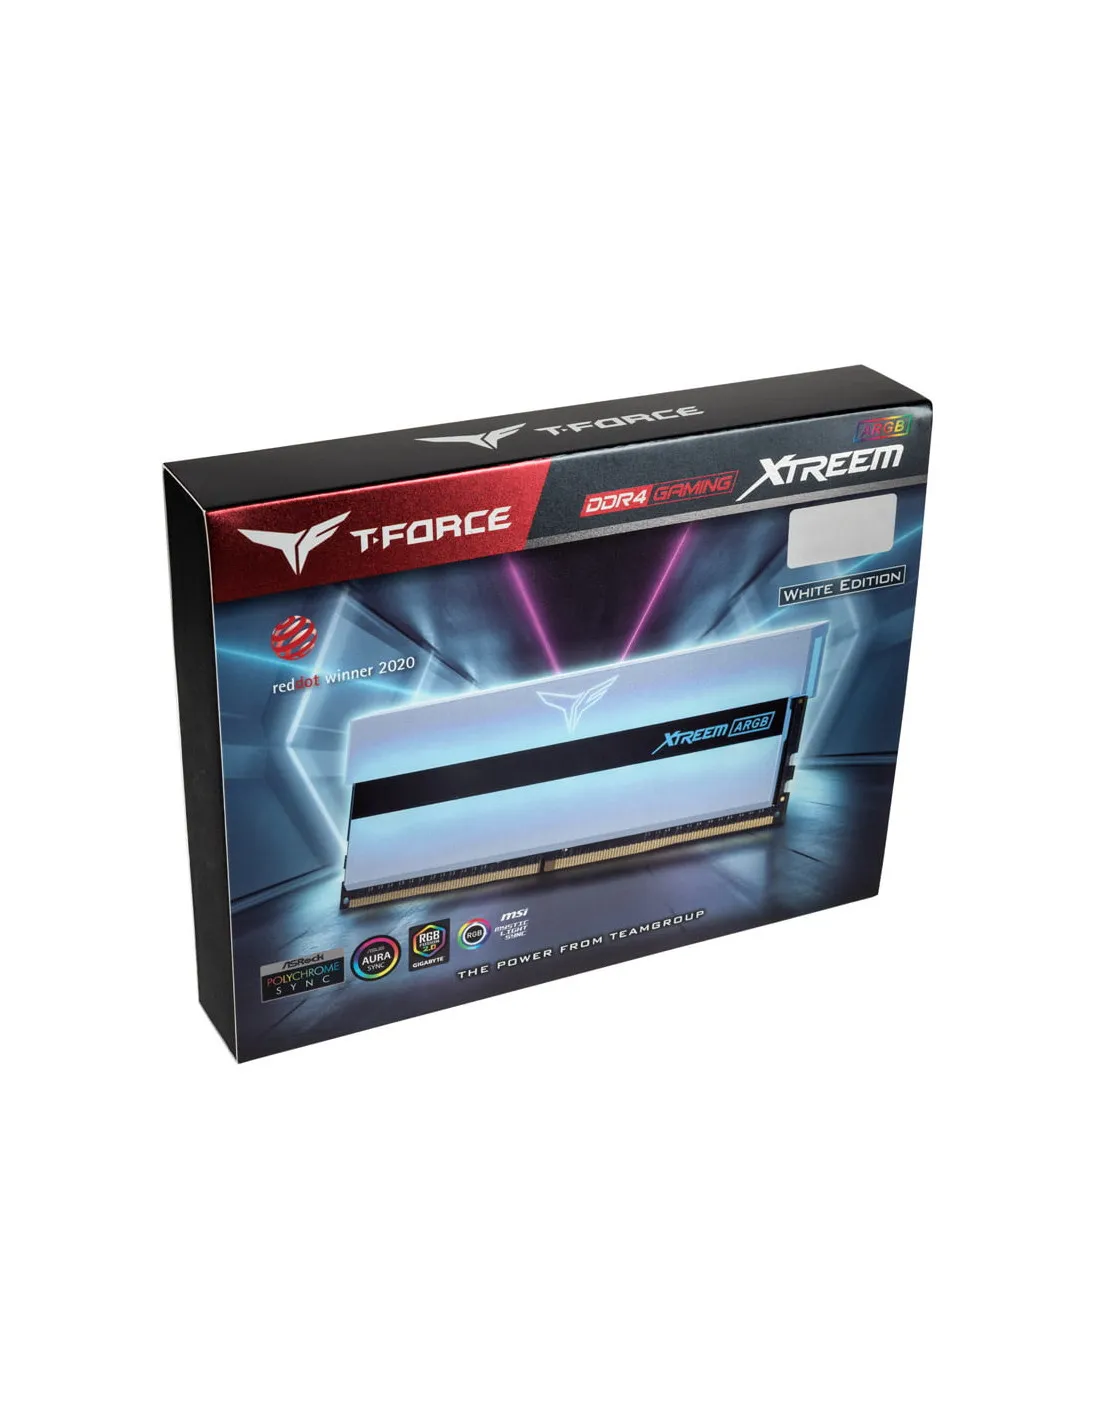 T-FORCE
ARGB
T-FORCE
DDR4 GAMING
XTREEM
WHITE EDITION
reddot winner 2020
XTREEM ARGB
ASRock
POLYCHROME
SYNC
ASUS
AURA
SYNC
RGB
FUSION
2.0
GIGABYTE
RGB
msi
MYSTIC
LIGHT
SYNC
THE POWER FROM TEAMGROUP